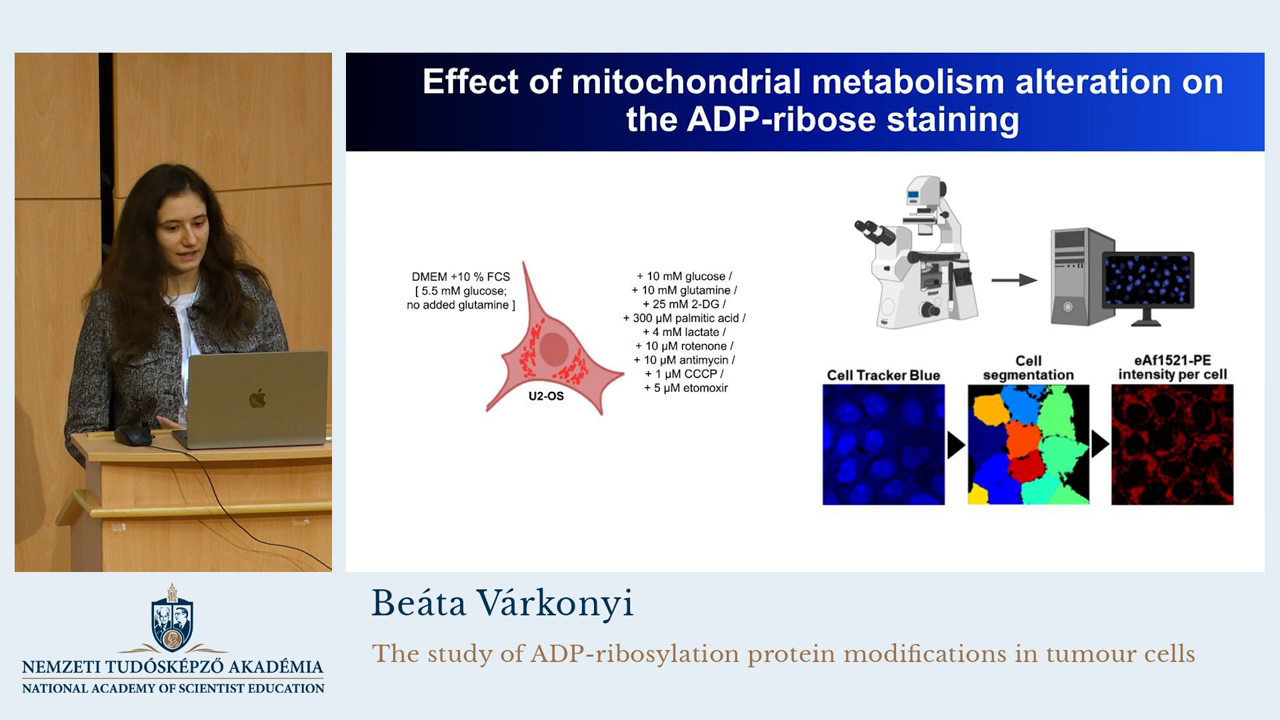 Effect of mitochondrial metabolism alteration on
the ADP-ribose staining
DMEM +10 % FCS
[ 5.5 mM glucose;
no added glutamine ]
+ 10 mM glucose /
+ 10 mM glutamine /
+ 25 mM 2-DG /
+ 300 µM palmitic acid /
+ 4 mM lactate /
+ 10 µM rotenone /
+ 10 µM antimycin /
+ 1 µM CCCP /
+ 5 µM etomoxir
U2-OS
Cell Tracker Blue
Cell
segmentation
eAf1521-PE
intensity per cell
Beáta Várkonyi
The study of ADP-ribosylation protein modifications in tumour cells
NEMZETI TUDÓSKÉPZŐ AKADÉMIA
NATIONAL ACADEMY OF SCIENTIST EDUCATION